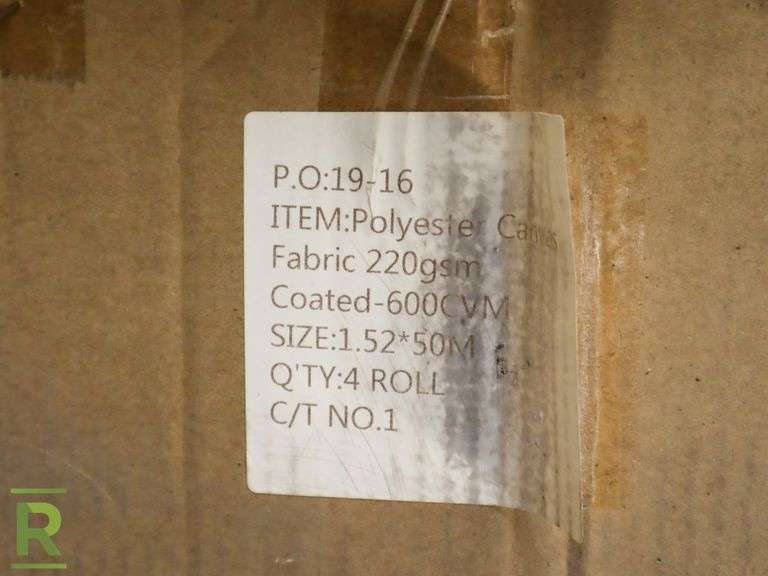 P.O:19-16
ITEM:Polyester Canvas
Fabric 220gsm
Coated-600CVM
SIZE:1.52*50M
Q'TY:4 ROLL
C/T NO.1
R